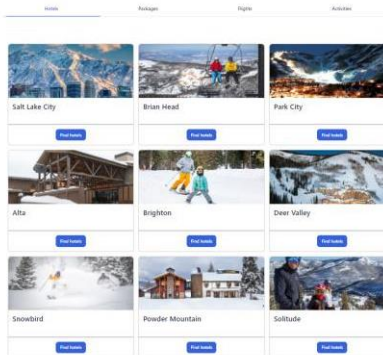 Hotels Packages Flights Activities
Salt Lake City Brian Head Park City
Find hotels Find hotels Find hotels
Alta Brighton Deer Valley
Find hotels Find hotels Find hotels
Snowbird Powder Mountain Solitude
Find hotels Find hotels Find hotels